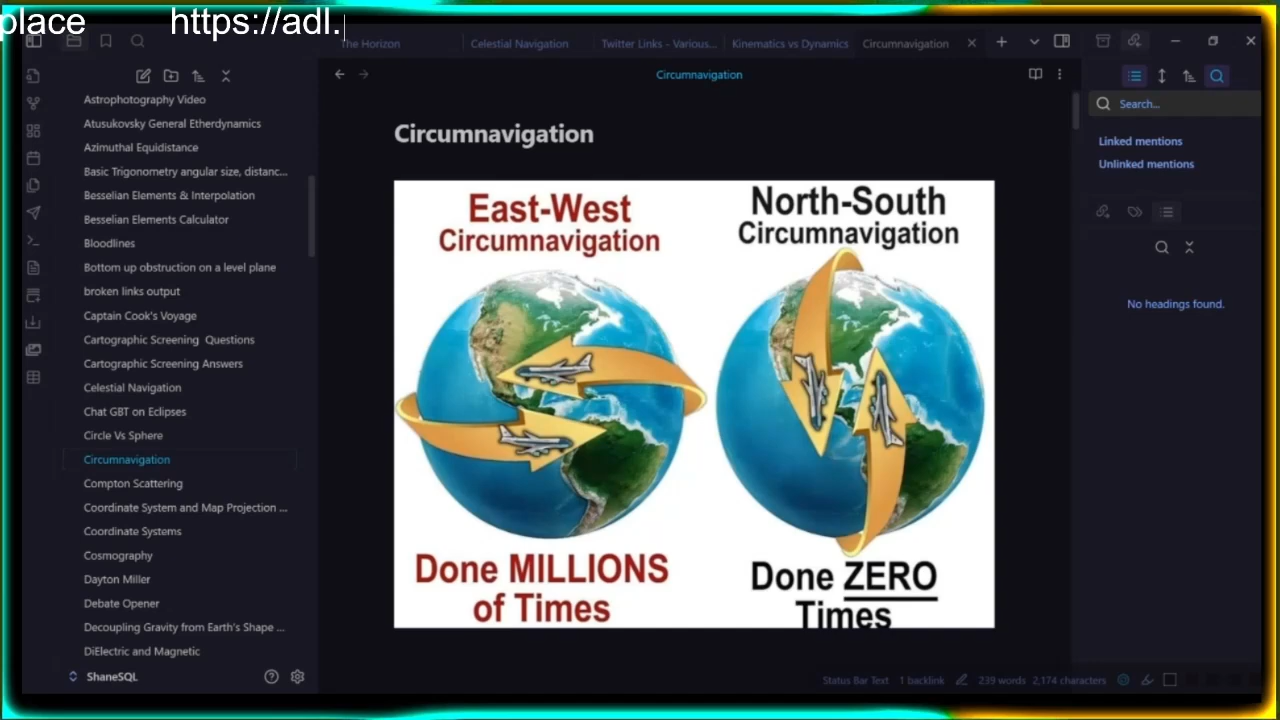 place https://adl.
The Horizon
Celestial Navigation
Twitter Links - Various...
Kinematics vs Dynamics
Circumnavigation
Circumnavigation
Search...
Astrophotography Video
Atusukovsky General Etherdynamics
Azimuthal Equidistance
Basic Trigonometry angular size, distanc...
Besselian Elements & Interpolation
Besselian Elements Calculator
Bloodlines
Bottom up obstruction on a level plane
broken links output
Captain Cook's Voyage
Cartographic Screening Questions
Cartographic Screening Answers
Celestial Navigation
Chat GBT on Eclipses
Circle Vs Sphere
Circumnavigation
Compton Scattering
Coordinate System and Map Projection ...
Coordinate Systems
Cosmography
Dayton Miller
Debate Opener
Decoupling Gravity from Earth's Shape ...
DiElectric and Magnetic
ShaneSQL
Circumnavigation
East-West
Circumnavigation
Done MILLIONS
of Times
North-South
Circumnavigation
Done ZERO
Times
Linked mentions
Unlinked mentions
No headings found.
Status Bar Text
1 backlink
239 words
2,174 characters